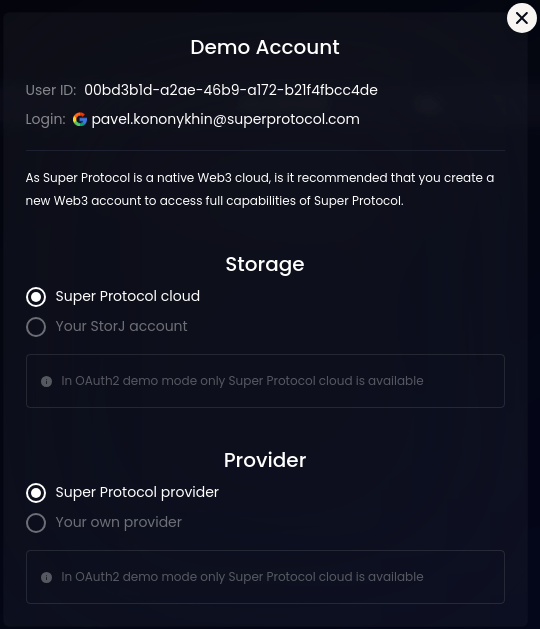 Demo Account
User ID: 00bd3b1d-a2ae-46b9-a172-b21f4fbcc4de
Login: pavel.kononykhin@superprotocol.com
As Super Protocol is a native Web3 cloud, is it recommended that you create a
new Web3 account to access full capabilities of Super Protocol.
Storage
Super Protocol cloud
Your StorJ account
In OAuth2 demo mode only Super Protocol cloud is available
Provider
Super Protocol provider
Your own provider
In OAuth2 demo mode only Super Protocol cloud is available